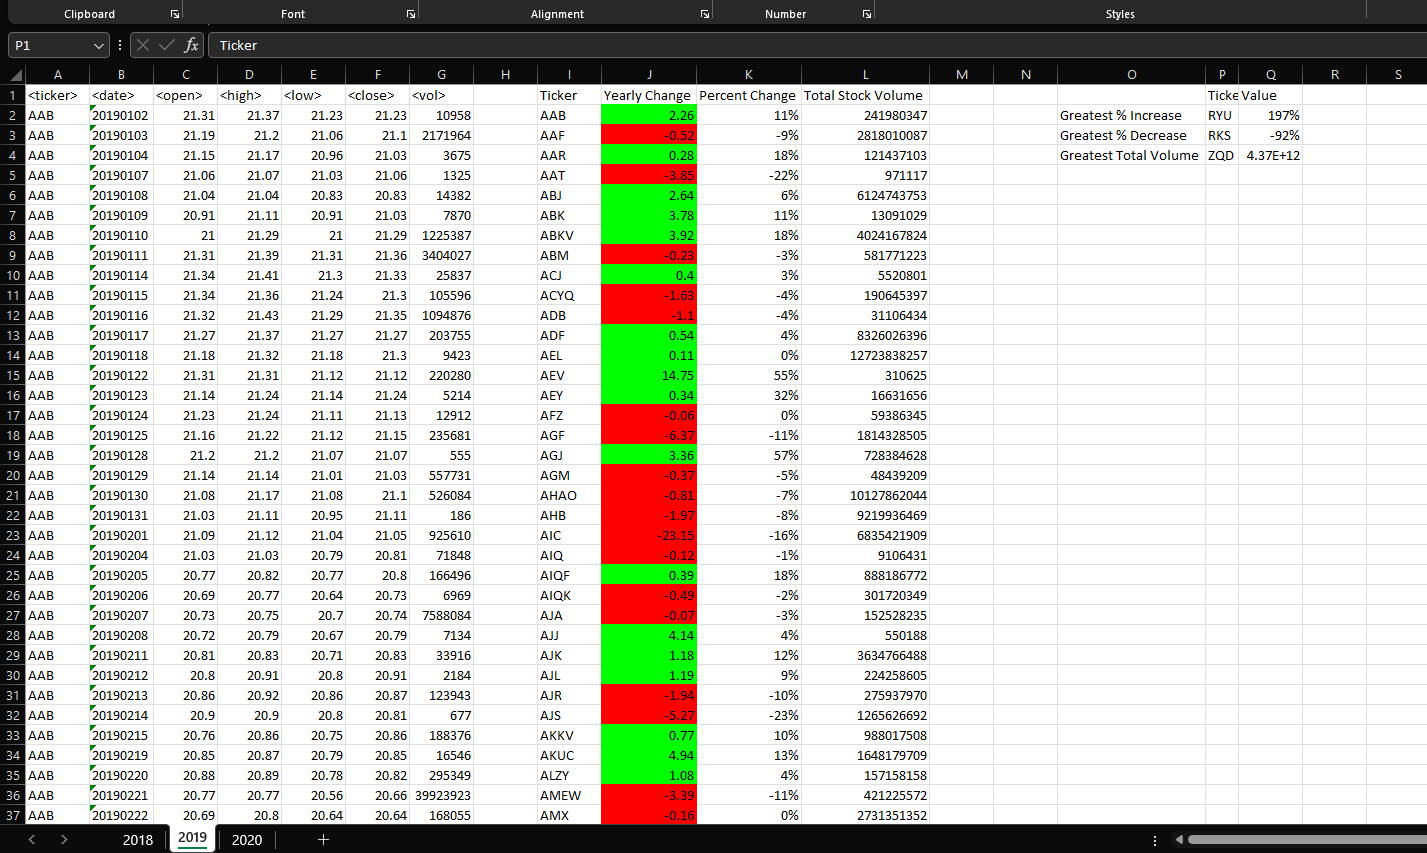 Clipboard Font Alignment Number Styles
P1 fx Ticker
A B C D E F G H I J K L M N O P Q R S
1 <ticker> <date> <open> <high> <low> <close> <vol> Ticker Yearly Change Percent Change Total Stock Volume Ticke Value
2 AAB 20190102 21.31 21.37 21.23 21.23 10958 AAB 2.26 11% 241980347 Greatest % Increase RYU 197%
3 AAB 20190103 21.19 21.2 21.06 21.1 2171964 AAF -0.52 -9% 2818010087 Greatest % Decrease RKS -92%
4 AAB 20190104 21.15 21.17 20.96 21.03 3675 AAR 0.28 18% 121437103 Greatest Total Volume ZQD 4.37E+12
5 AAB 20190107 21.06 21.07 21.03 21.06 1325 AAT -3.85 -22% 971117
6 AAB 20190108 21.04 21.04 20.83 20.83 14382 ABJ 2.64 6% 6124743753
7 AAB 20190109 20.91 21.11 20.91 21.03 7870 ABK 3.78 11% 13091029
8 AAB 20190110 21 21.29 21 21.29 1225387 ABKV 3.92 18% 4024167824
9 AAB 20190111 21.31 21.39 21.31 21.36 3404027 ABM -0.23 -3% 581771223
10 AAB 20190114 21.34 21.41 21.3 21.33 25837 ACJ 0.4 3% 5520801
11 AAB 20190115 21.34 21.36 21.24 21.3 105596 ACYQ -1.63 -4% 190645397
12 AAB 20190116 21.32 21.43 21.29 21.35 1094876 ADB -1.1 -4% 31106434
13 AAB 20190117 21.27 21.37 21.27 21.27 203755 ADF 0.54 4% 8326026396
14 AAB 20190118 21.18 21.32 21.18 21.3 9423 AEL 0.11 0% 12723838257
15 AAB 20190122 21.31 21.31 21.12 21.12 220280 AEV 14.75 55% 310625
16 AAB 20190123 21.14 21.24 21.14 21.24 5214 AEY 0.34 32% 16631656
17 AAB 20190124 21.23 21.24 21.11 21.13 12912 AFZ -0.06 0% 59386345
18 AAB 20190125 21.16 21.22 21.12 21.15 235681 AGF -6.37 -11% 1814328505
19 AAB 20190128 21.2 21.2 21.07 21.07 555 AGJ 3.36 57% 728384628
20 AAB 20190129 21.14 21.14 21.01 21.03 557731 AGM -0.37 -5% 48439209
21 AAB 20190130 21.08 21.17 21.08 21.1 526084 AHAO -0.81 -7% 10127862044
22 AAB 20190131 21.03 21.11 20.95 21.11 186 AHB -1.97 -8% 9219936469
23 AAB 20190201 21.09 21.12 21.04 21.05 925610 AIC -23.15 -16% 6835421909
24 AAB 20190204 21.03 21.03 20.79 20.81 71848 AIQ -0.12 -1% 9106431
25 AAB 20190205 20.77 20.82 20.77 20.8 166496 AIQF 0.39 18% 888186772
26 AAB 20190206 20.69 20.77 20.64 20.73 6969 AIQK -0.49 -2% 301720349
27 AAB 20190207 20.73 20.75 20.7 20.74 7588084 AJA -0.07 -3% 152528235
28 AAB 20190208 20.72 20.79 20.67 20.79 7134 AJJ 4.14 4% 550188
29 AAB 20190211 20.81 20.83 20.71 20.83 33916 AJK 1.18 12% 3634766488
30 AAB 20190212 20.8 20.91 20.8 20.91 2184 AJL 1.19 9% 224258605
31 AAB 20190213 20.86 20.92 20.86 20.87 123943 AJR -1.94 -10% 275937970
32 AAB 20190214 20.9 20.9 20.8 20.81 677 AJS -5.27 -23% 1265626692
33 AAB 20190215 20.76 20.86 20.75 20.86 188376 AKKV 0.77 10% 988017508
34 AAB 20190219 20.85 20.87 20.79 20.85 16546 AKUC 4.94 13% 1648179709
35 AAB 20190220 20.88 20.89 20.78 20.82 295349 ALZY 1.08 4% 157158158
36 AAB 20190221 20.77 20.77 20.56 20.66 39923923 AMEW -3.39 -11% 421225572
37 AAB 20190222 20.69 20.8 20.64 20.64 168055 AMX -0.16 0% 2731351352
2018 2019 2020 +